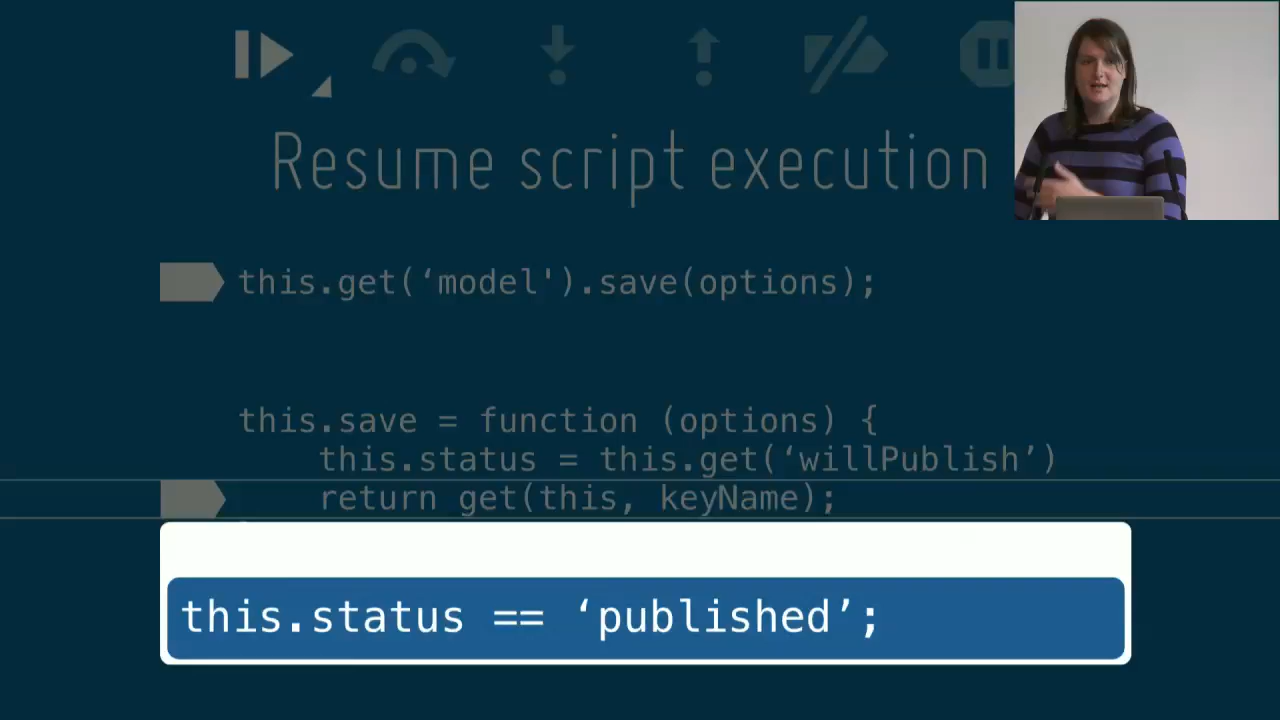 Resume script execution
this.get(‘model').save(options);
this.save = function (options) {
this.status = this.get(‘willPublish’)
return get(this, keyName);
this.status == ‘published’;